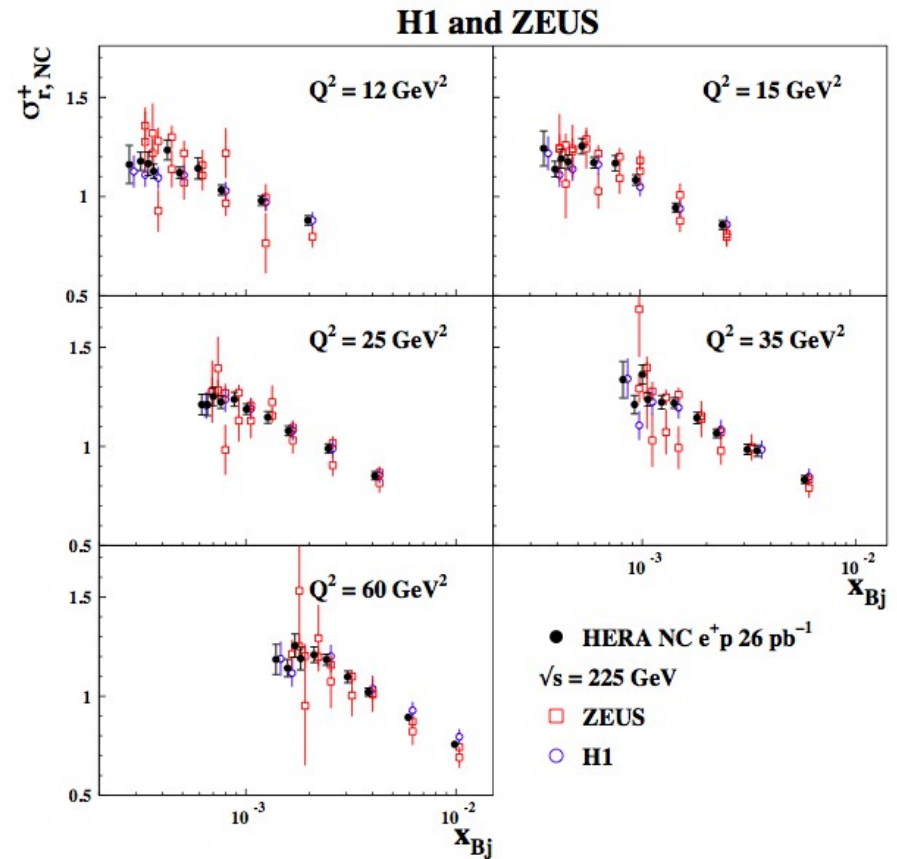 H1 and ZEUS
σ⁺r, NC
Q² = 12 GeV²
Q² = 15 GeV²
1.5
1
0.5
Q² = 25 GeV²
Q² = 35 GeV²
1.5
1
0.5
10⁻³
10⁻²
xBj
Q² = 60 GeV²
1.5
1
0.5
10⁻³
10⁻²
xBj
HERA NC e⁺p 26 pb⁻¹
√s = 225 GeV
ZEUS
H1